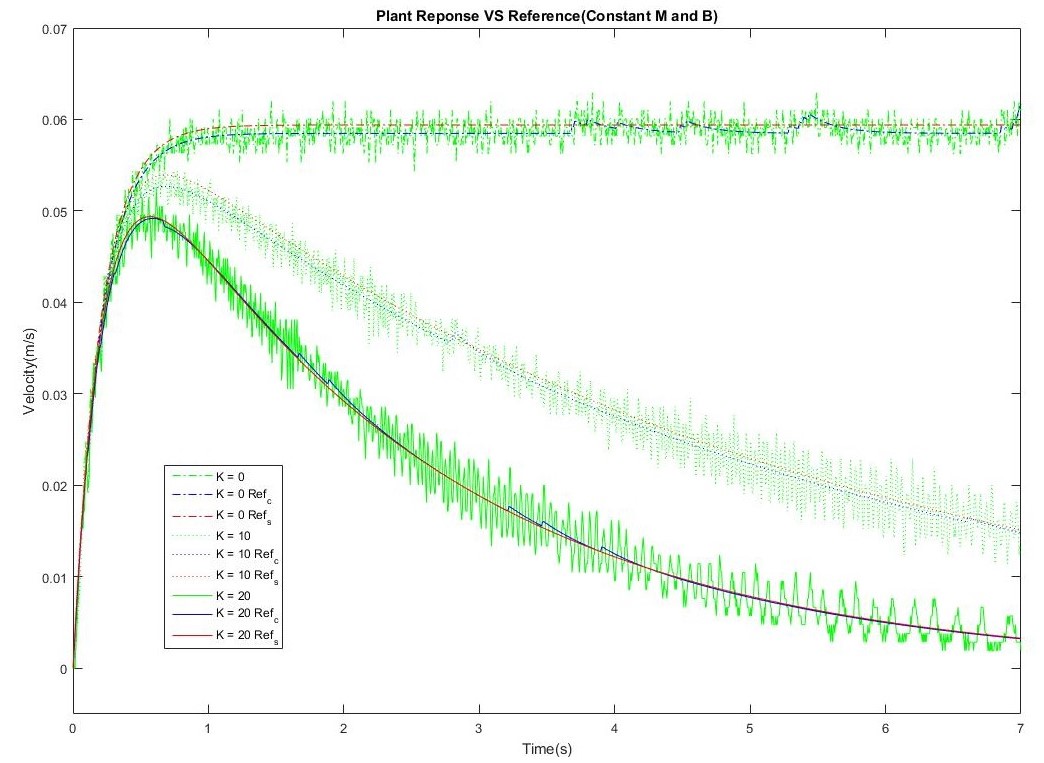 Plant Reponse VS Reference(Constant M and B)
0.07
0.06
0.05
0.04
0.03
0.02
0.01
0
Velocity(m/s)
K = 0
K = 0 Ref_c
K = 0 Ref_s
K = 10
K = 10 Ref_c
K = 10 Ref_s
K = 20
K = 20 Ref_c
K = 20 Ref_s
0 1 2 3 4 5 6 7
Time(s)